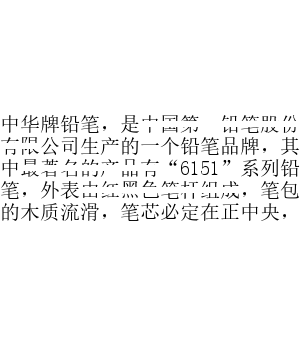 中华牌铅笔，是中国第一铅笔股份
有限公司生产的一个铅笔品牌，其
中最著名的产品有“6151”系列铅
笔，外表由红黑色笔杆组成，笔包
的木质流滑，笔芯必定在正中央，